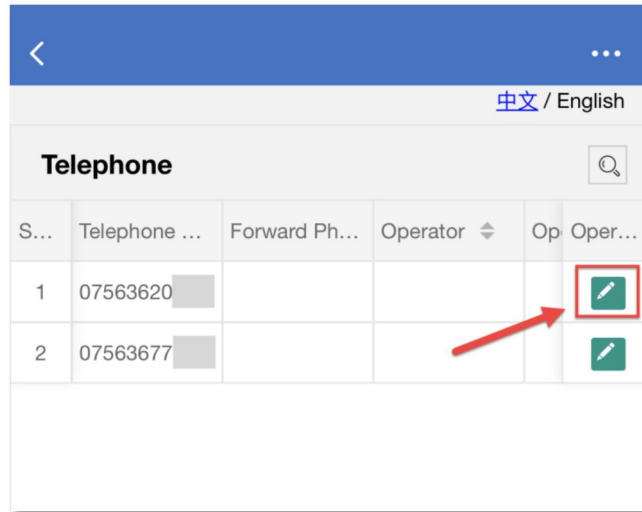 中文 / English
Telephone
S... Telephone ... Forward Ph... Operator Op Oper...
1 07563620
2 07563677